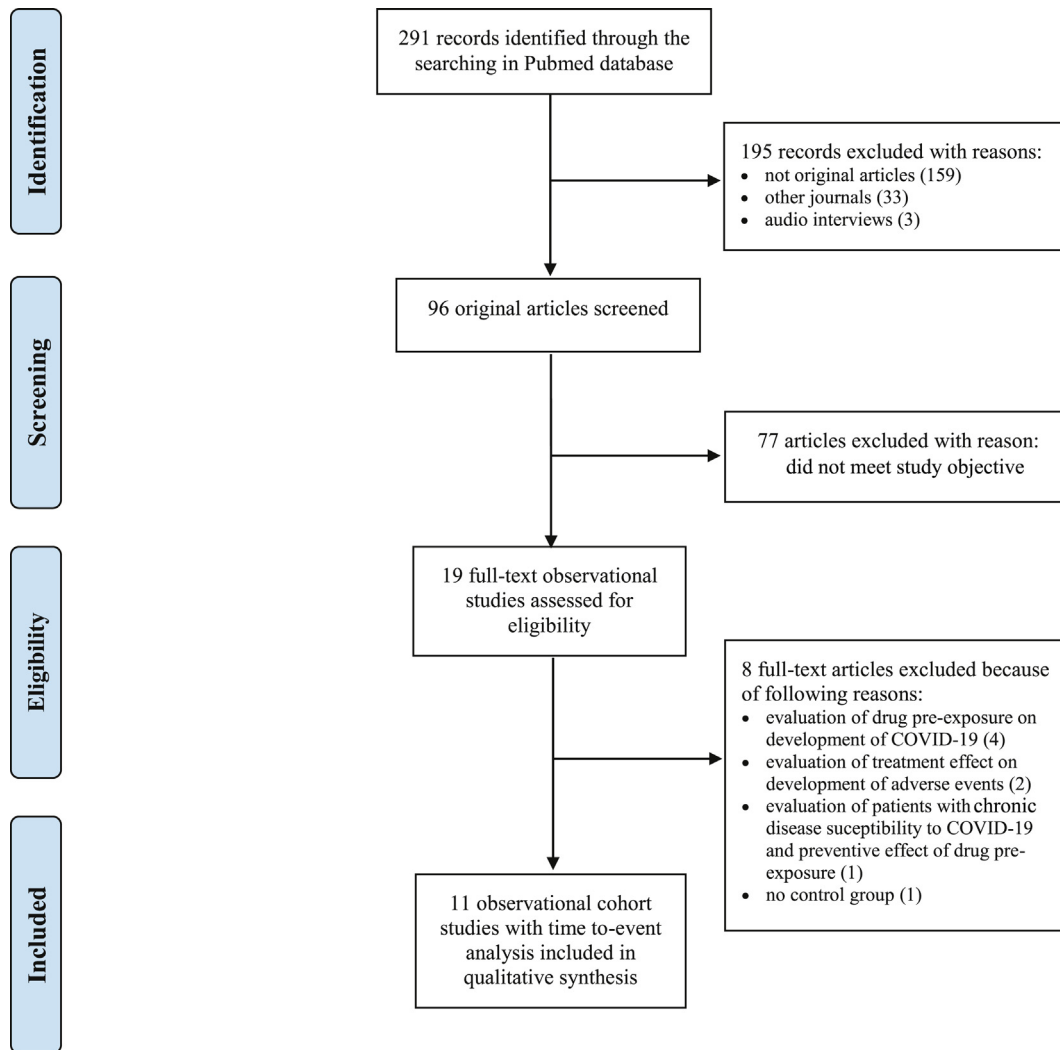 Identification
291 records identified through the
searching in Pubmed database
195 records excluded with reasons:
• not original articles (159)
• other journals (33)
• audio interviews (3)
Screening
96 original articles screened
77 articles excluded with reason:
did not meet study objective
Eligibility
19 full-text observational
studies assessed for
eligibility
8 full-text articles excluded because
of following reasons:
• evaluation of drug pre-exposure on
development of COVID-19 (4)
• evaluation of treatment effect on
development of adverse events (2)
• evaluation of patients with chronic
disease suceptibility to COVID-19
and preventive effect of drug pre-
exposure (1)
• no control group (1)
Included
11 observational cohort
studies with time to-event
analysis included in
qualitative synthesis